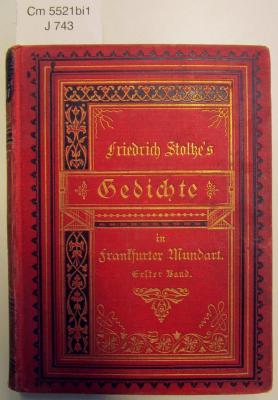 Cm 5521bi1
J 743
Friedrich Stoltze's
Gedichte
in
Frankfurter Mundart.
Erster Band.